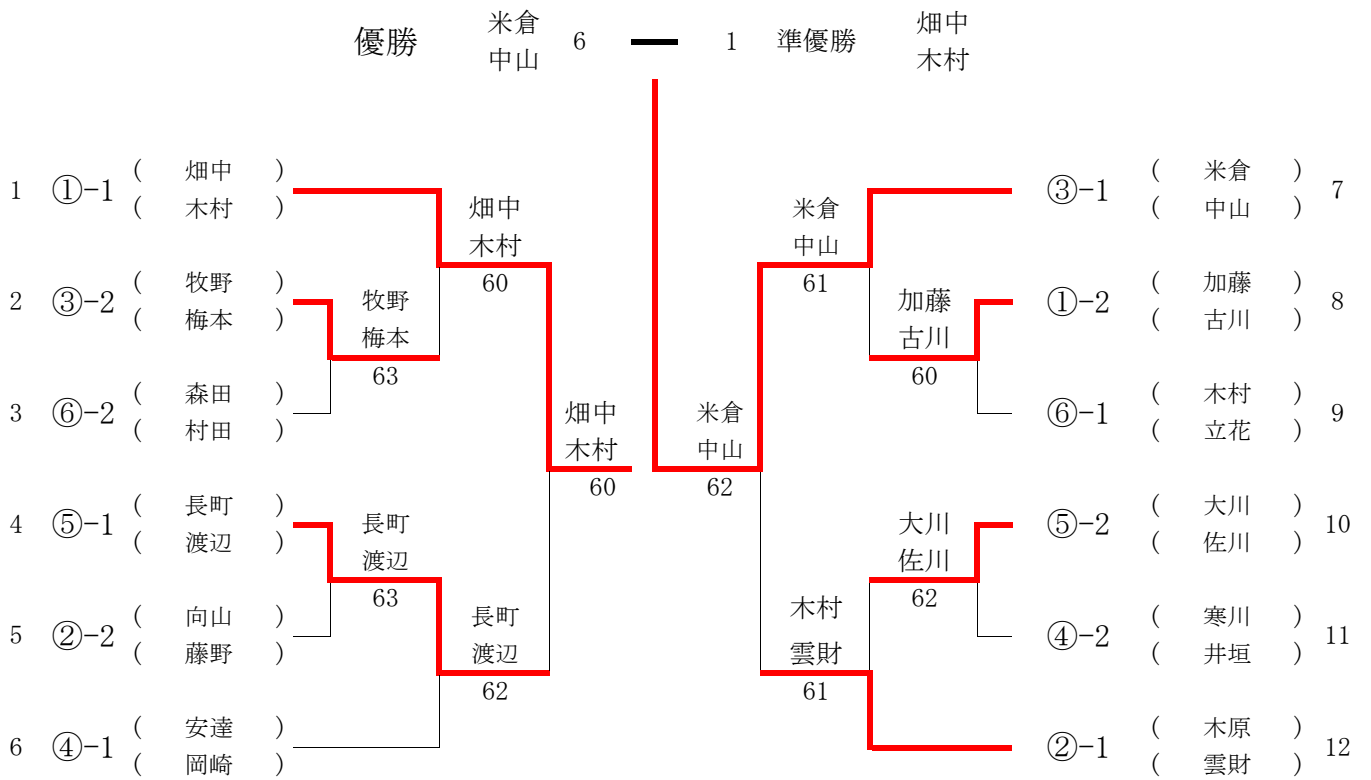 優勝 米倉 中山 6 ― 1 準優勝 畑中 木村
1 ①-1 ( 畑中 )
( 木村 )
2 ③-2 ( 牧野 )
( 梅本 )
3 ⑥-2 ( 森田 )
( 村田 )
4 ⑤-1 ( 長町 )
( 渡辺 )
5 ②-2 ( 向山 )
( 藤野 )
6 ④-1 ( 安達 )
( 岡崎 )
牧野
梅本
63
長町
渡辺
63
畑中
木村
60
長町
渡辺
62
畑中
木村
60
米倉
中山
62
米倉
中山
61
木村
雲財
61
加藤
古川
60
大川
佐川
62
③-1 ( 米倉 ) 7
( 中山 )
①-2 ( 加藤 ) 8
( 古川 )
⑥-1 ( 木村 ) 9
( 立花 )
⑤-2 ( 大川 ) 10
( 佐川 )
④-2 ( 寒川 ) 11
( 井垣 )
②-1 ( 木原 ) 12
( 雲財 )